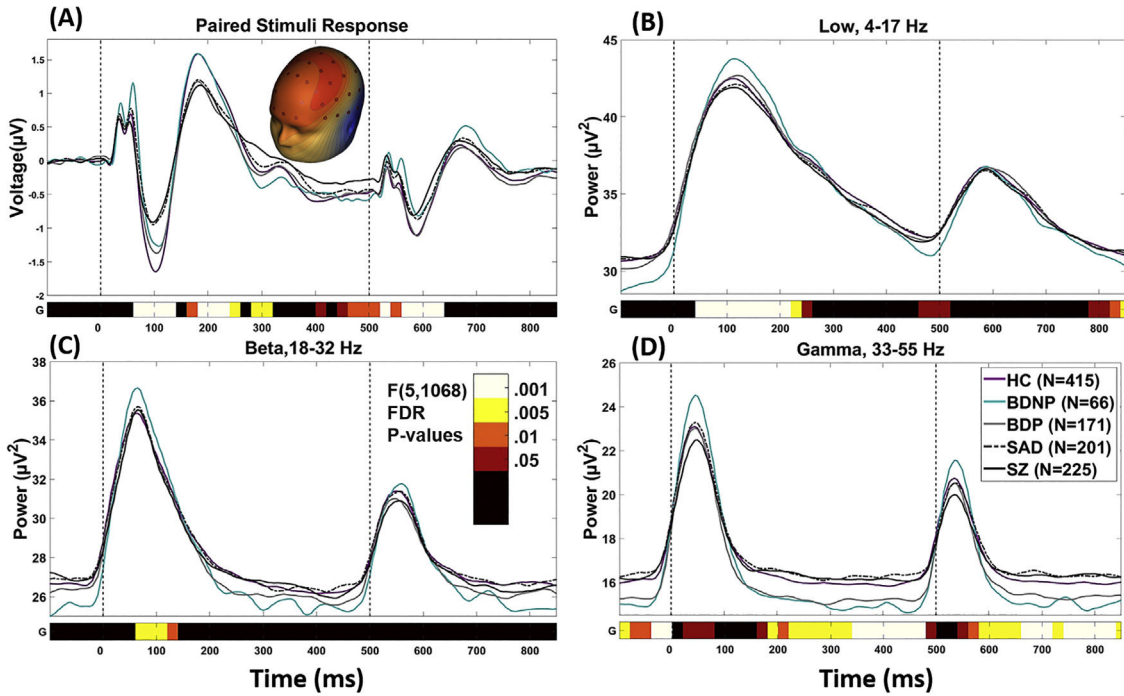 (A)
Paired Stimuli Response
Voltage(µV)
1.5
1
0.5
0
-0.5
-1
-1.5
-2
G
0 100 200 300 400 500 600 700 800
(B)
Low, 4-17 Hz
Power (µV²)
45
40
35
30
G
0 100 200 300 400 500 600 700 800
(C)
Beta,18-32 Hz
Power (µV²)
38
36
34
32
30
28
26
F(5,1068)
FDR
P-values
.001
.005
.01
.05
G
0 100 200 300 400 500 600 700 800
Time (ms)
(D)
Gamma, 33-55 Hz
Power (µV²)
26
24
22
20
18
16
HC (N=415)
BDNP (N=66)
BDP (N=171)
SAD (N=201)
SZ (N=225)
G
0 100 200 300 400 500 600 700 800
Time (ms)